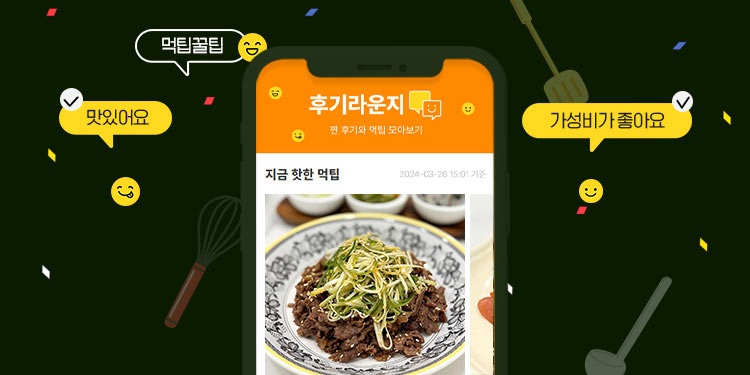 먹팁꿀팁
맛있어요
가성비가 좋아요
후기라운지
찐 후기와 먹팁 모아보기
지금 핫한 먹팁
2024-03-26 15:01 기준